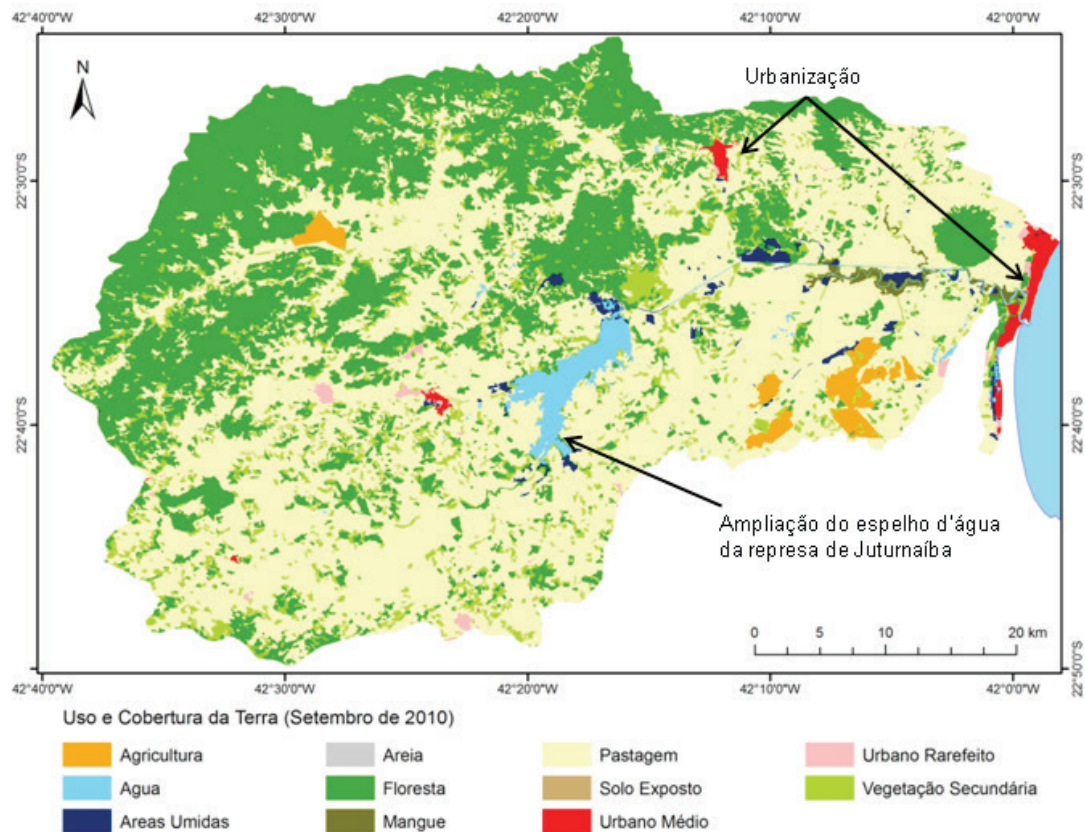 42°40'0"W 42°30'0"W 42°20'0"W 42°10'0"W 42°0'0"W
N
Urbanização
22°30'0"S 22°30'0"S
22°40'0"S 22°40'0"S
Ampliação do espelho d'água
da represa de Juturnaíba
0 5 10 20 km
22°50'0"S
42°40'0"W 42°30'0"W 42°20'0"W 42°10'0"W 42°0'0"W
Uso e Cobertura da Terra (Setembro de 2010)
Agricultura Areia Pastagem Urbano Rarefeito
Agua Floresta Solo Exposto Vegetação Secundária
Areas Umidas Mangue Urbano Médio